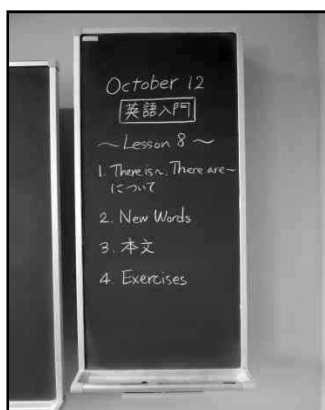 October 12
英語入門
～Lesson 8～
1. There is～. There are～
について
2. New Words
3. 本文
4. Exercises